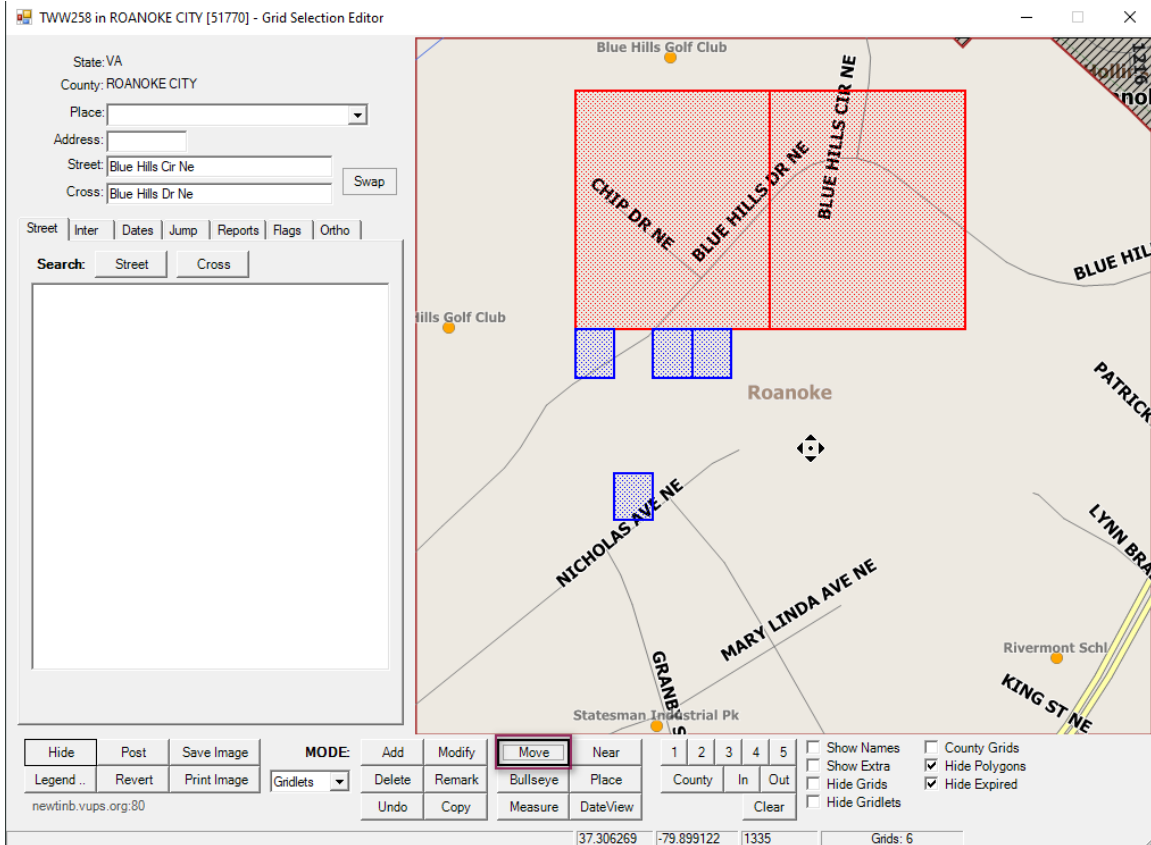 TWW258 in ROANOKE CITY [51770] - Grid Selection Editor
State: VA
County: ROANOKE CITY
Place:
Address:
Street: Blue Hills Cir Ne
Cross: Blue Hills Dr Ne
Swap
Street Inter Dates Jump Reports Flags Ortho
Search: Street Cross
Blue Hills Golf Club
1216
Hollin
anok
BLUE HILLS CIR NE
CHIP DR NE
BLUE HILLS DR NE
BLUE HIL
Hills Golf Club
Roanoke
PATRICK
NICHOLAS AVE NE
LYNN BRA
MARY LINDA AVE NE
GRANBY S
Rivermont Schl
KING ST NE
Statesman Industrial Pk
Hide Post Save Image MODE: Add Modify Move Near 1 2 3 4 5 Show Names County Grids
Show Extra Hide Polygons
Legend .. Revert Print Image Gridlets Delete Remark Bullseye Place County In Out Hide Grids Hide Expired
newtinb.vups.org:80 Undo Copy Measure DateView Clear Hide Gridlets
37.306269 -79.899122 1335 Grids: 6